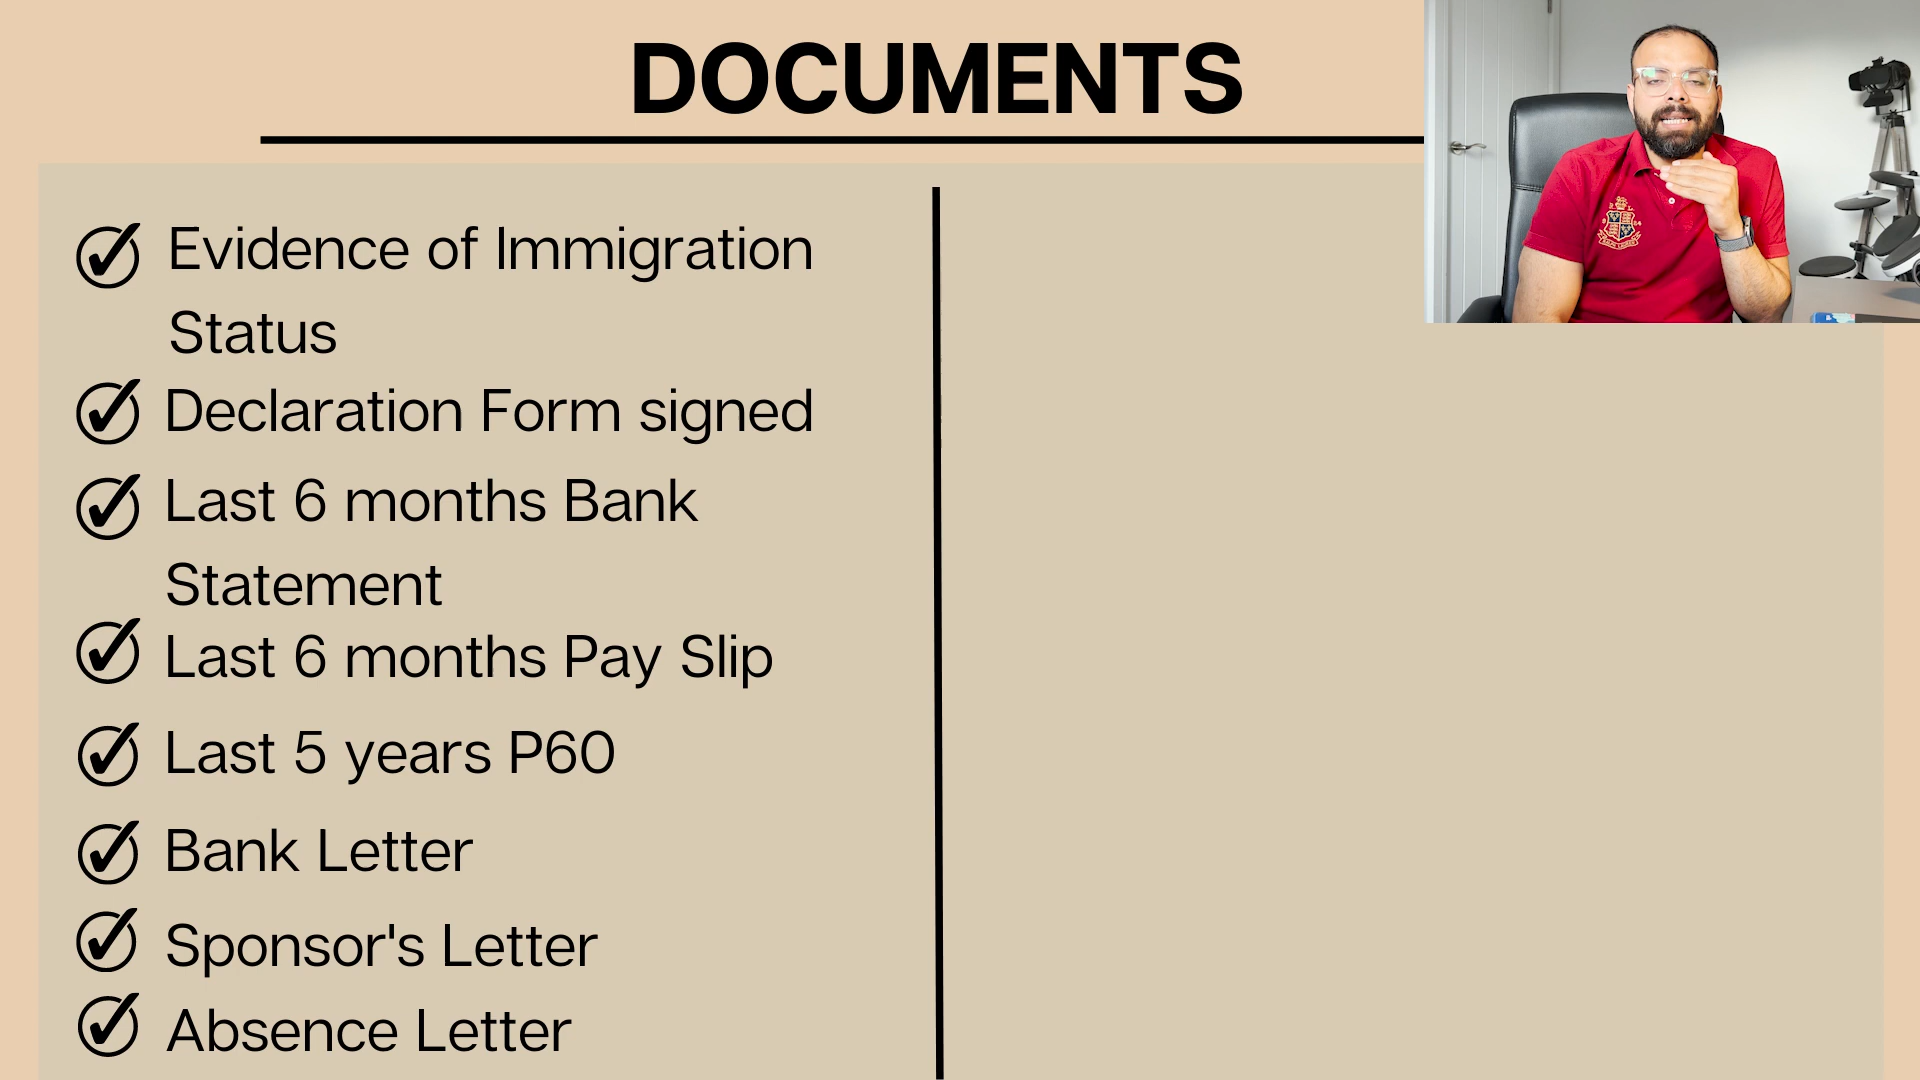 DOCUMENTS
Evidence of Immigration
Status
Declaration Form signed
Last 6 months Bank
Statement
Last 6 months Pay Slip
Last 5 years P60
Bank Letter
Sponsor's Letter
Absence Letter